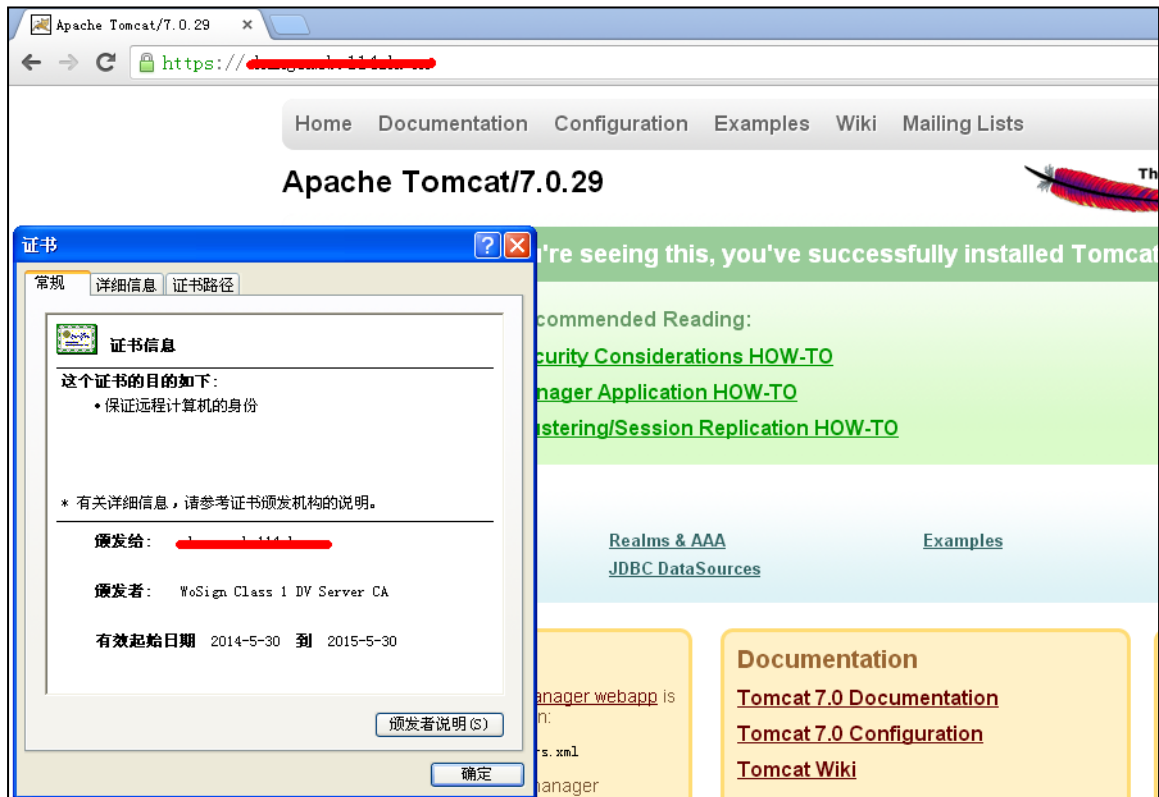 Apache Tomcat/7.0.29
https://
Home Documentation Configuration Examples Wiki Mailing Lists
Apache Tomcat/7.0.29
Th
证书
're seeing this, you've successfully installed Tomcat
常规 详细信息 证书路径
证书信息
这个证书的目的如下:
•保证远程计算机的身份
* 有关详细信息，请参考证书颁发机构的说明。
颁发给:
颁发者: WoSign Class 1 DV Server CA
有效起始日期 2014-5-30 到 2015-5-30
颁发者说明(S)
确定
commended Reading:
curity Considerations HOW-TO
nager Application HOW-TO
ustering/Session Replication HOW-TO
Realms & AAA
JDBC DataSources
Examples
anager webapp is
n:
rs.xml
manager
Documentation
Tomcat 7.0 Documentation
Tomcat 7.0 Configuration
Tomcat Wiki